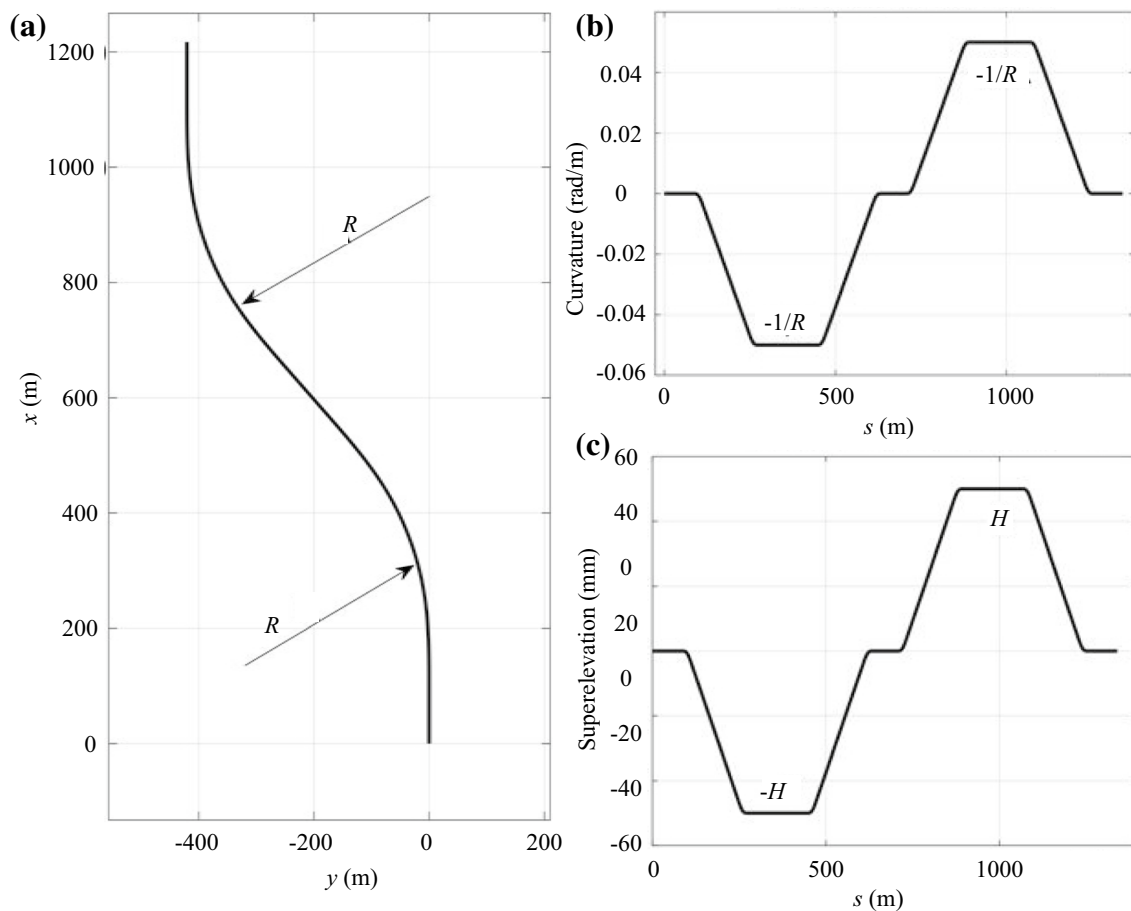 (a)
1200
1000
800
600
400
200
0
x (m)
R
R
-400 -200 0 200
y (m)
(b)
0.04
0.02
0
-0.02
-0.04
-0.06
Curvature (rad/m)
-1/R
-1/R
0 500 1000
s (m)
(c)
60
40
0
20
0
-20
-40
-60
Superelevation (mm)
H
-H
0 500 1000
s (m)